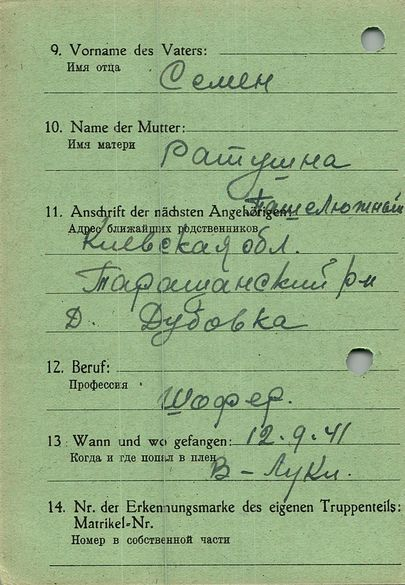 9. Vorname des Vaters:
Имя отца
Семен
10. Name der Mutter:
Имя матери
Ратушна
11. Anschrift der nächsten Angehörigen:
Адрес ближайших родственников
Киевская обл.
Таращанский р-н
д. Дубовка
12. Beruf:
Профессия
Шофер.
13. Wann und wo gefangen: 12.9.41
Когда и где попал в плен
В-Луки.
14. Nr. der Erkennungsmarke des eigenen Truppenteils:
Matrikel-Nr.
Номер в собственной части